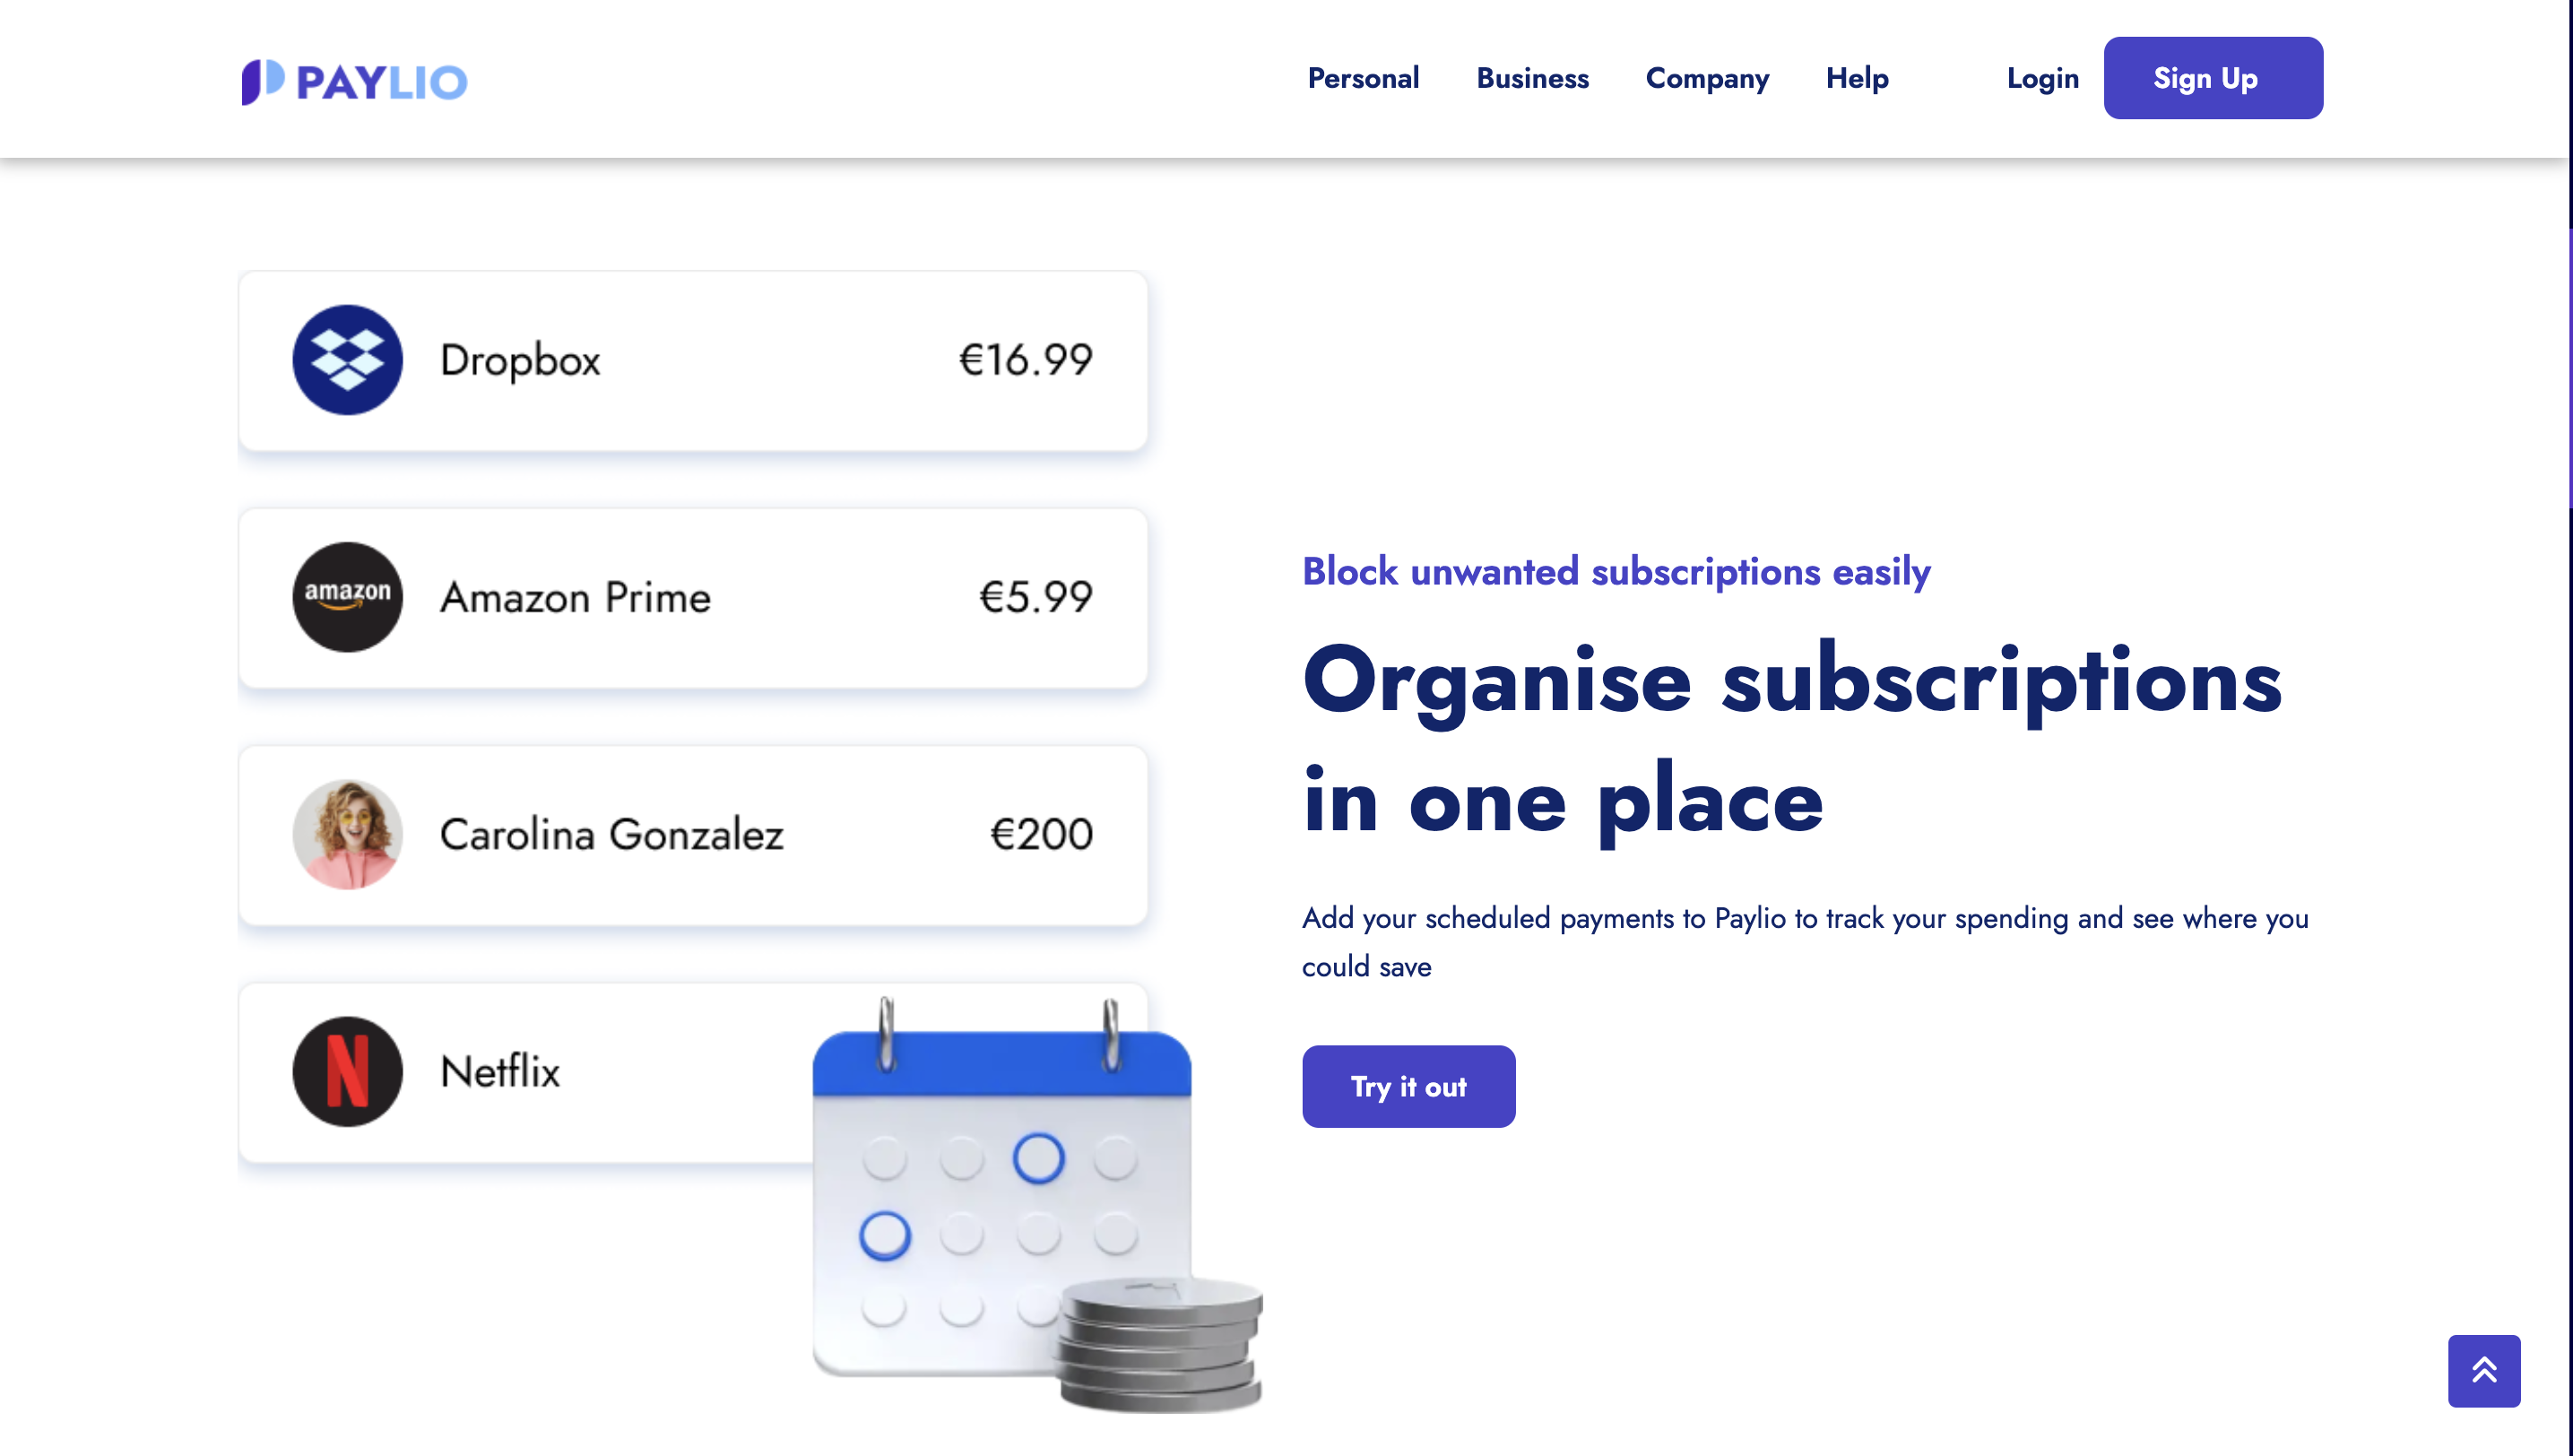 PAYLIO
Personal Business Company Help Login Sign Up
Dropbox €16.99
amazon Amazon Prime €5.99
Carolina Gonzalez €200
N Netflix
Block unwanted subscriptions easily
Organise subscriptions
in one place
Add your scheduled payments to Paylio to track your spending and see where you
could save
Try it out